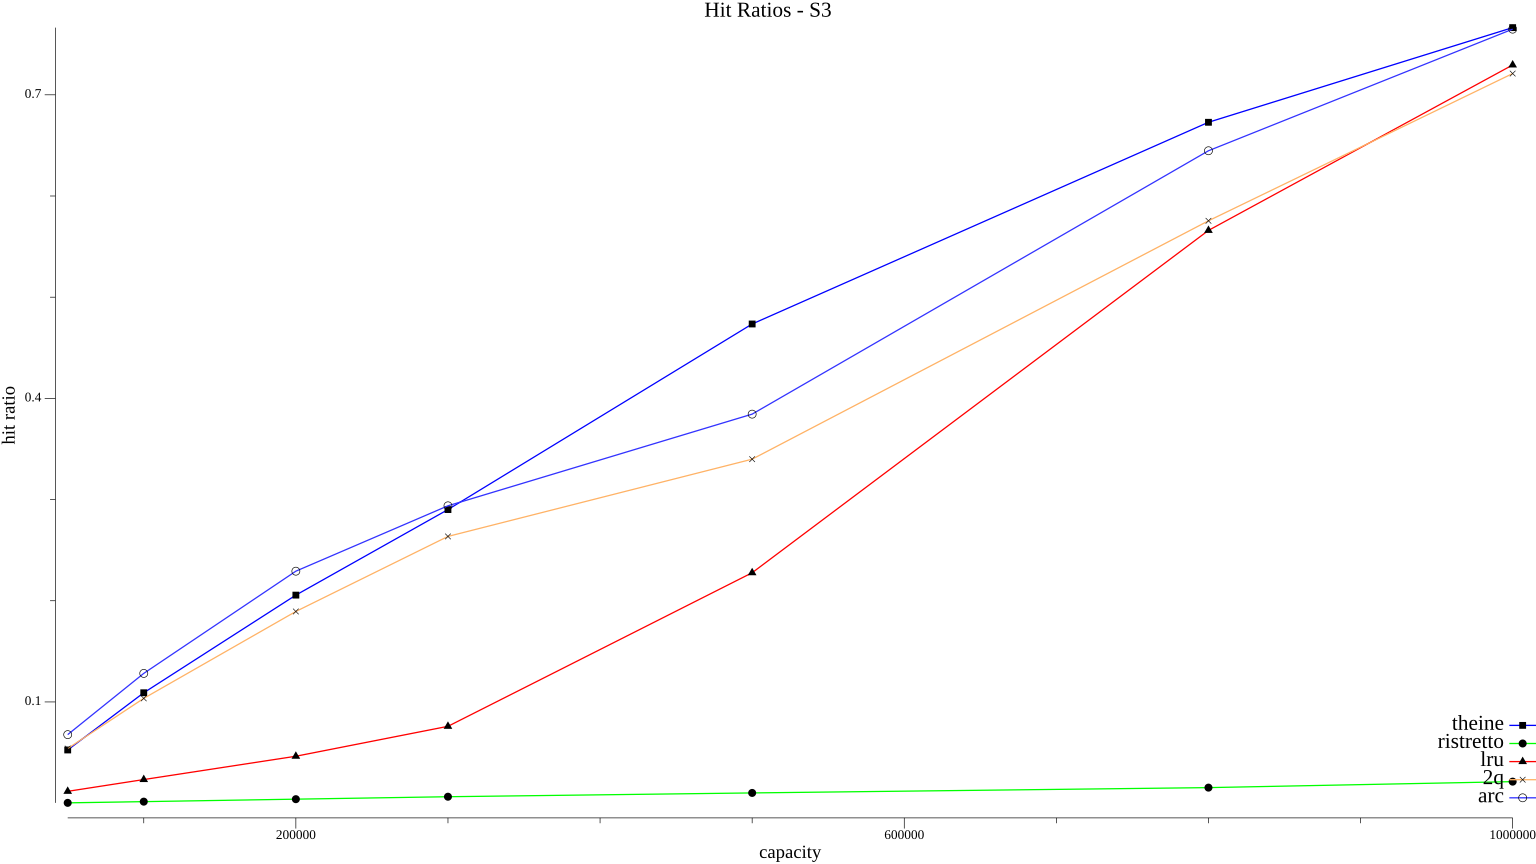 Hit Ratios - S3
0.7
0.4
0.1
hit ratio
200000
600000
1000000
capacity
theine
ristretto
lru
2q
arc